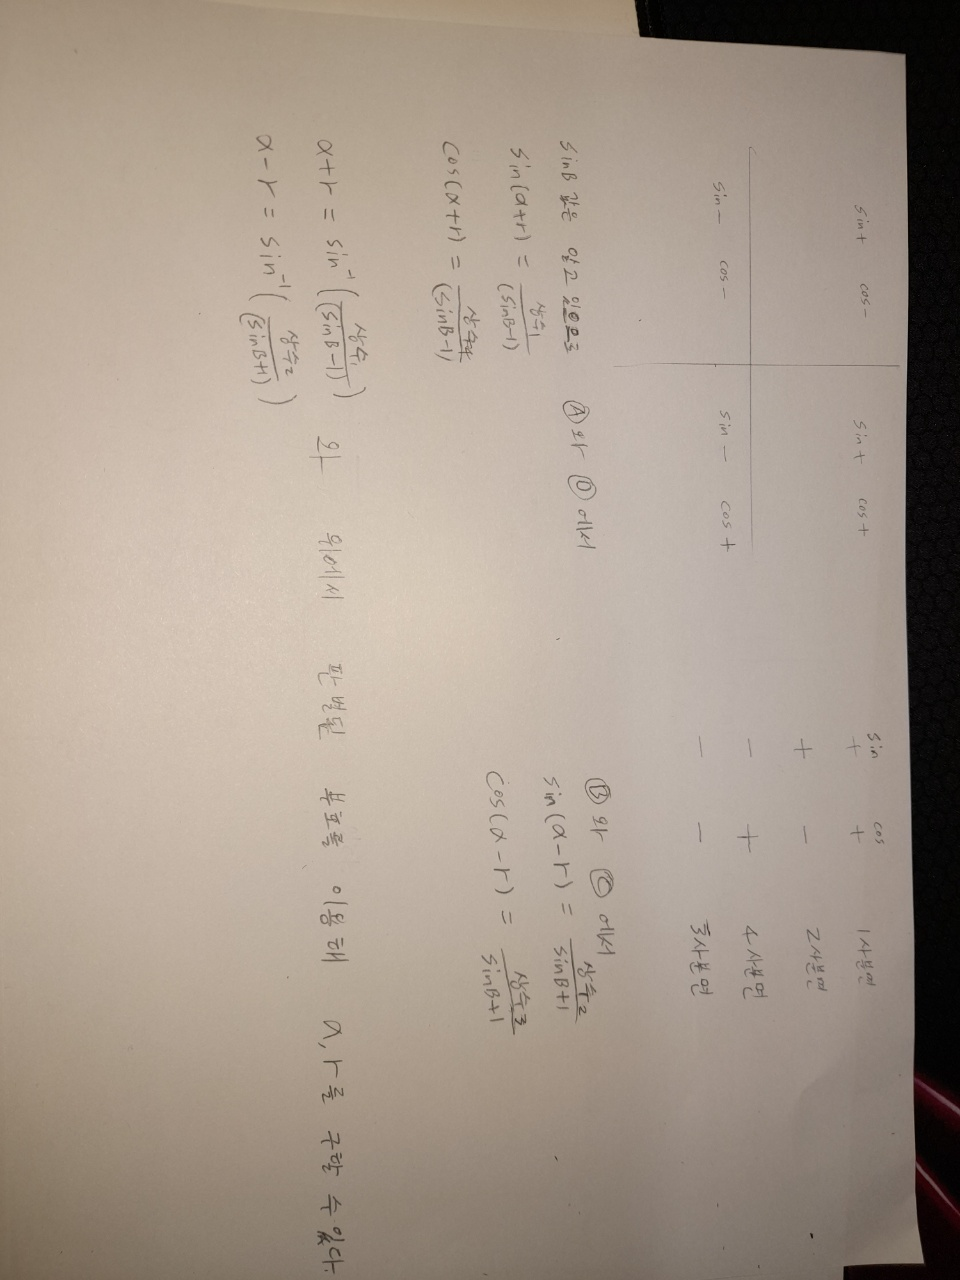 sin cos
sin+ cos- sin+ cos+ + + 1사분면
+ - 2사분면
sin- cos- sin- cos+ - + 4사분면
- - 3사분면
sinB 값은 알고 있으므로 Ⓐ와 Ⓓ에서 Ⓑ와 Ⓒ에서
sin(α+r) = 상수1/(sinB-1) sin(α-r) = 상수2/sinB+1
cos(α+r) = 상수4/(sinB-1) cos(α-r) = 상수3/sinB+1
α+r = sin⁻¹(상수1/(sinB-1)) 와 위에서 판별된 부호를 이용해 α, r를 구할 수 있다.
α-r = sin⁻¹(상수2/(sinB+1))